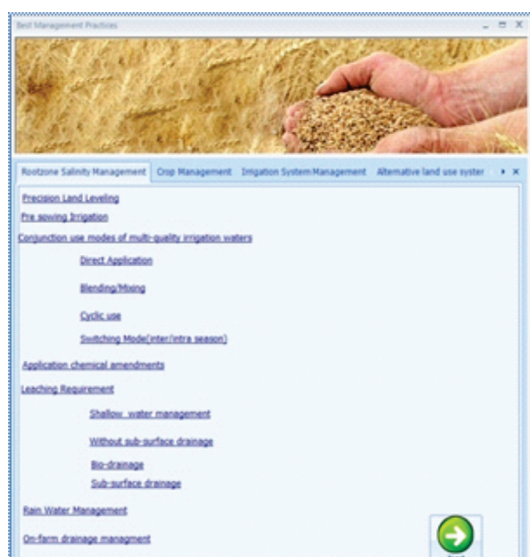 Best Management Practices
Rootzone Salinity Management Crop Management Irrigation System Management Alternative land use syster
Precision Land Leveling
Pre sowing Irrigation
Conjunction use modes of multi-quality irrigation waters
Direct Application
Blending/Mixing
Cyclic use
Switching Mode(inter/intra season)
Application chemical amendments
Leaching Requirement
Shallow water management
Without sub-surface drainage
Bio-drainage
Sub-surface drainage
Rain Water Management
On-farm drainage managment